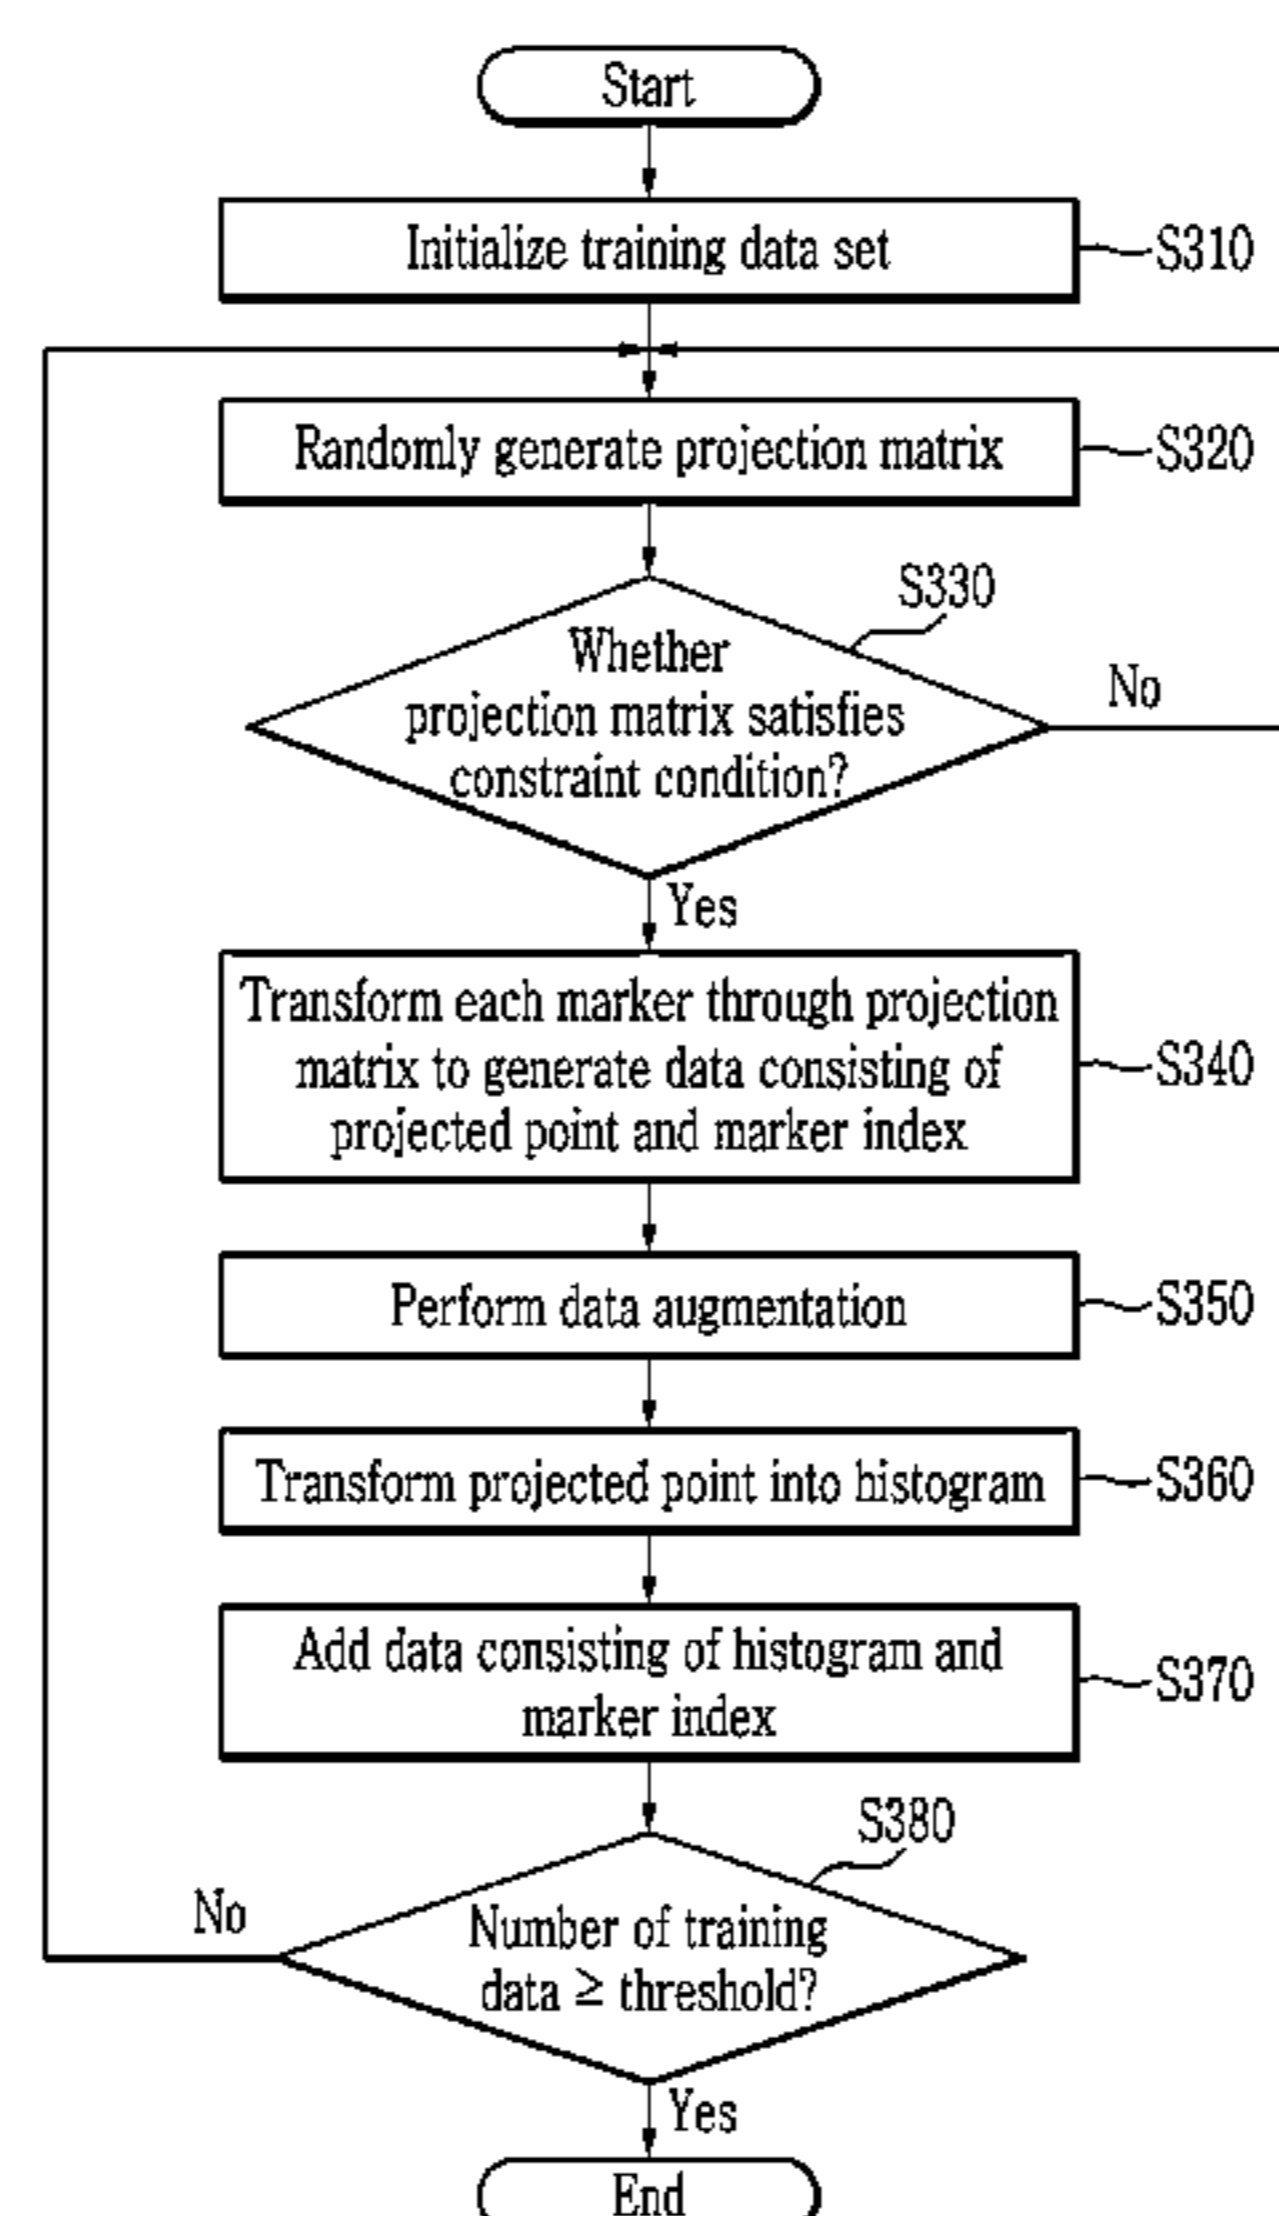 Start
Initialize training data set
S310
Randomly generate projection matrix
S320
S330
Whether
projection matrix satisfies
constraint condition?
No
Yes
Transform each marker through projection
matrix to generate data consisting of
projected point and marker index
S340
Perform data augmentation
S350
Transform projected point into histogram
S360
Add data consisting of histogram and
marker index
S370
S380
No
Number of training
data ≥ threshold?
Yes
End